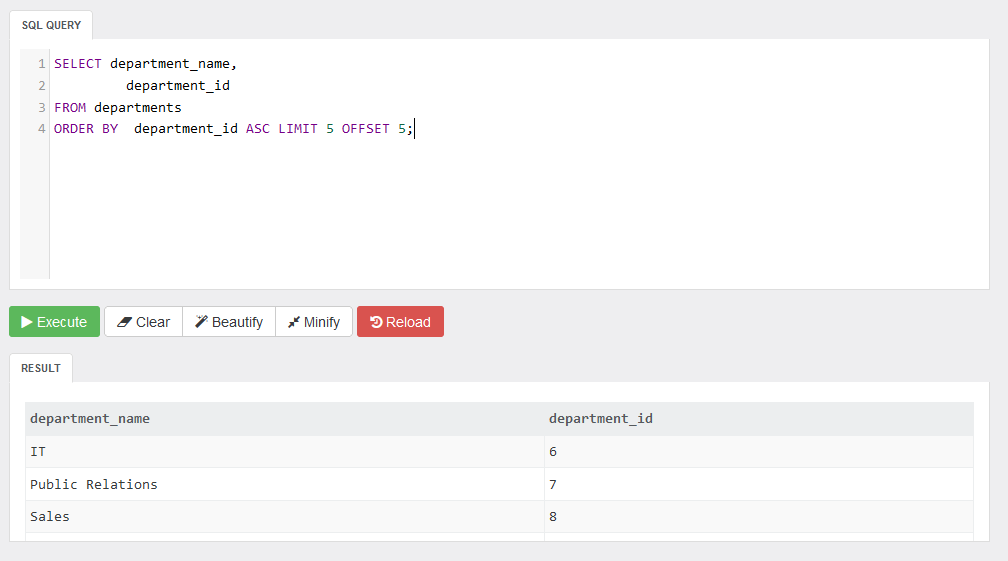 SQL QUERY
1 SELECT department_name,
2 department_id
3 FROM departments
4 ORDER BY  department_id ASC LIMIT 5 OFFSET 5;
Execute Clear Beautify Minify Reload
RESULT
department_name department_id
IT 6
Public Relations 7
Sales 8